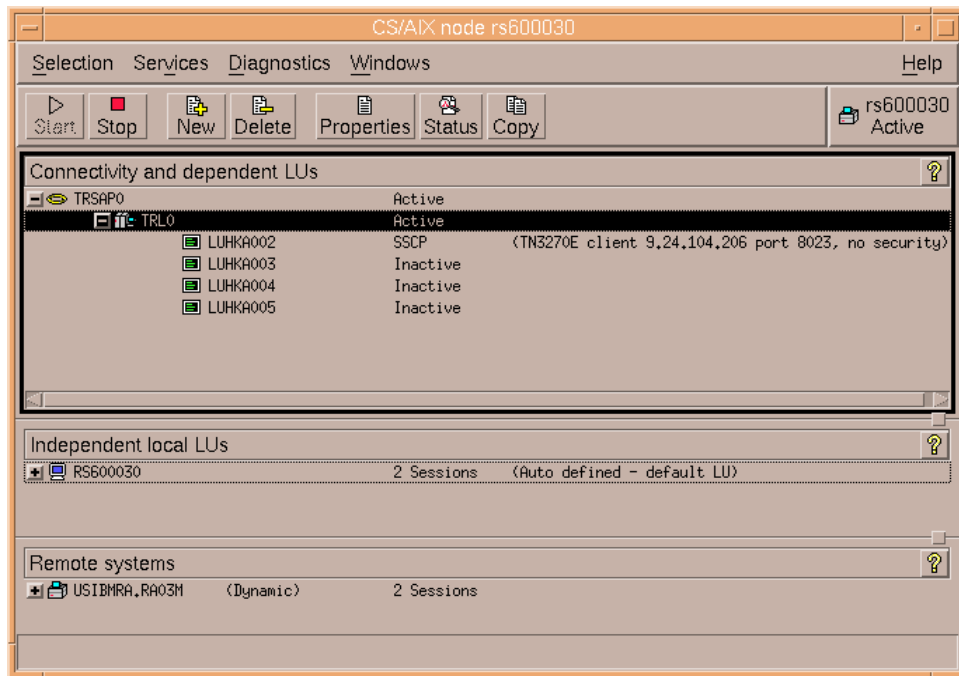 CS/AIX node rs600030
Selection Services Diagnostics Windows Help
Start Stop New Delete Properties Status Copy rs600030
Active
Connectivity and dependent LUs ?
TRSAP0 Active
TRL0 Active
LUHKA002 SSCP (TN3270E client 9.24.104.206 port 8023, no security)
LUHKA003 Inactive
LUHKA004 Inactive
LUHKA005 Inactive
Independent local LUs ?
RS600030 2 Sessions (Auto defined - default LU)
Remote systems ?
USIBMRA.RA03M (Dynamic) 2 Sessions